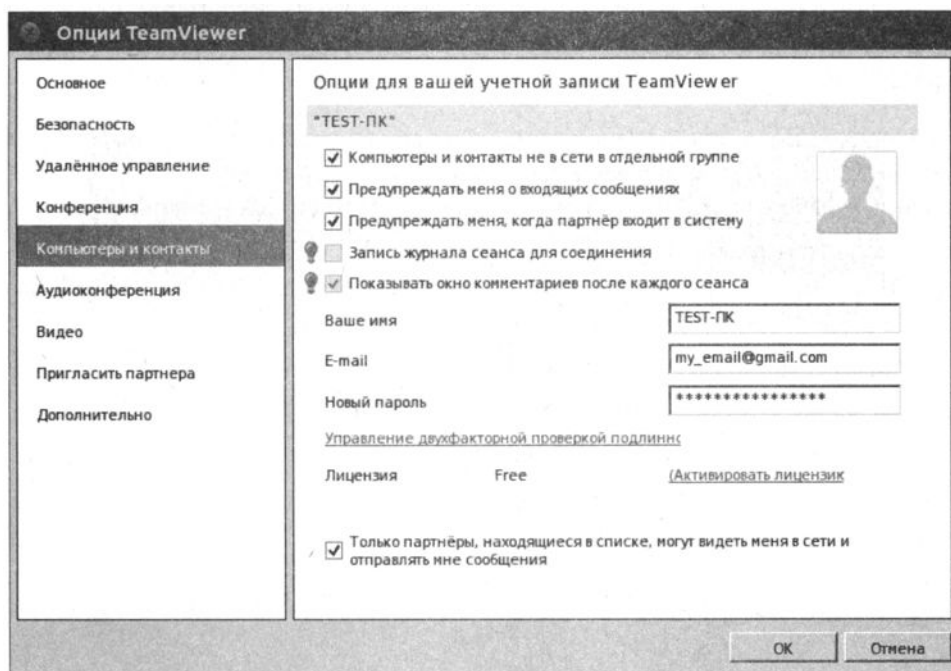 Опции TeamViewer
Основное
Безопасность
Удалённое управление
Конференция
Компьютеры и контакты
Аудиоконференция
Видео
Пригласить партнера
Дополнительно
Опции для вашей учетной записи TeamViewer
"TEST-ПК"
Компьютеры и контакты не в сети в отдельной группе
Предупреждать меня о входящих сообщениях
Предупреждать меня, когда партнёр входит в систему
Запись журнала сеанса для соединения
Показывать окно комментариев после каждого сеанса
Ваше имя TEST-ПК
E-mail my_email@gmail.com
Новый пароль ****************
Управление двухфакторной проверкой подлинно
Лицензия Free (Активировать лицензи
Только партнёры, находящиеся в списке, могут видеть меня в сети и
отправлять мне сообщения
ОК Отмена